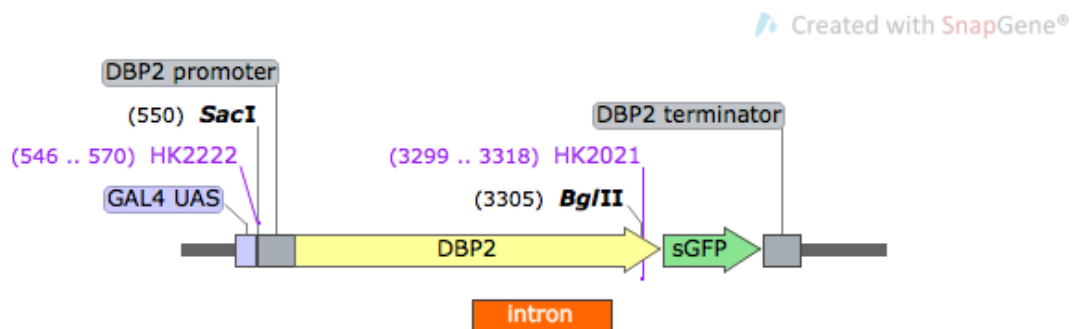 Created with SnapGene®
DBP2 promoter
(550) SacI
DBP2 terminator
(546 .. 570) HK2222
(3299 .. 3318) HK2021
GAL4 UAS
(3305) BglII
DBP2
sGFP
intron